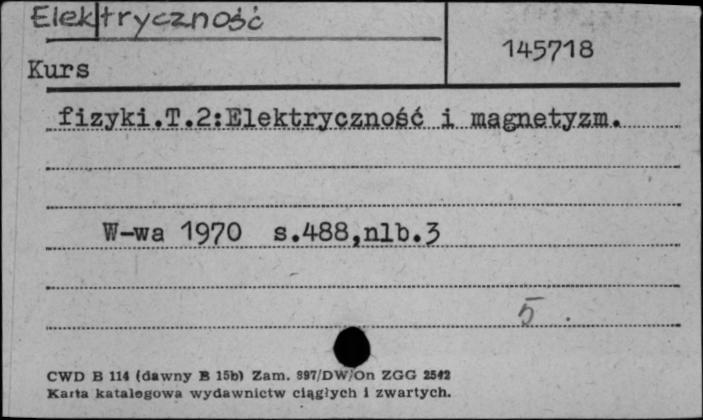 Elektryczność
145718
Kurs
fizyki.T.2:Elektryczność i magnetyzm.
W-wa 1970 s.488,nlb.3
5
CWD B 114 (dawny B 15b) Zam. 897/DW/On ZGG 2542
Karta katalogowa wydawnictw ciągłych i zwartych.